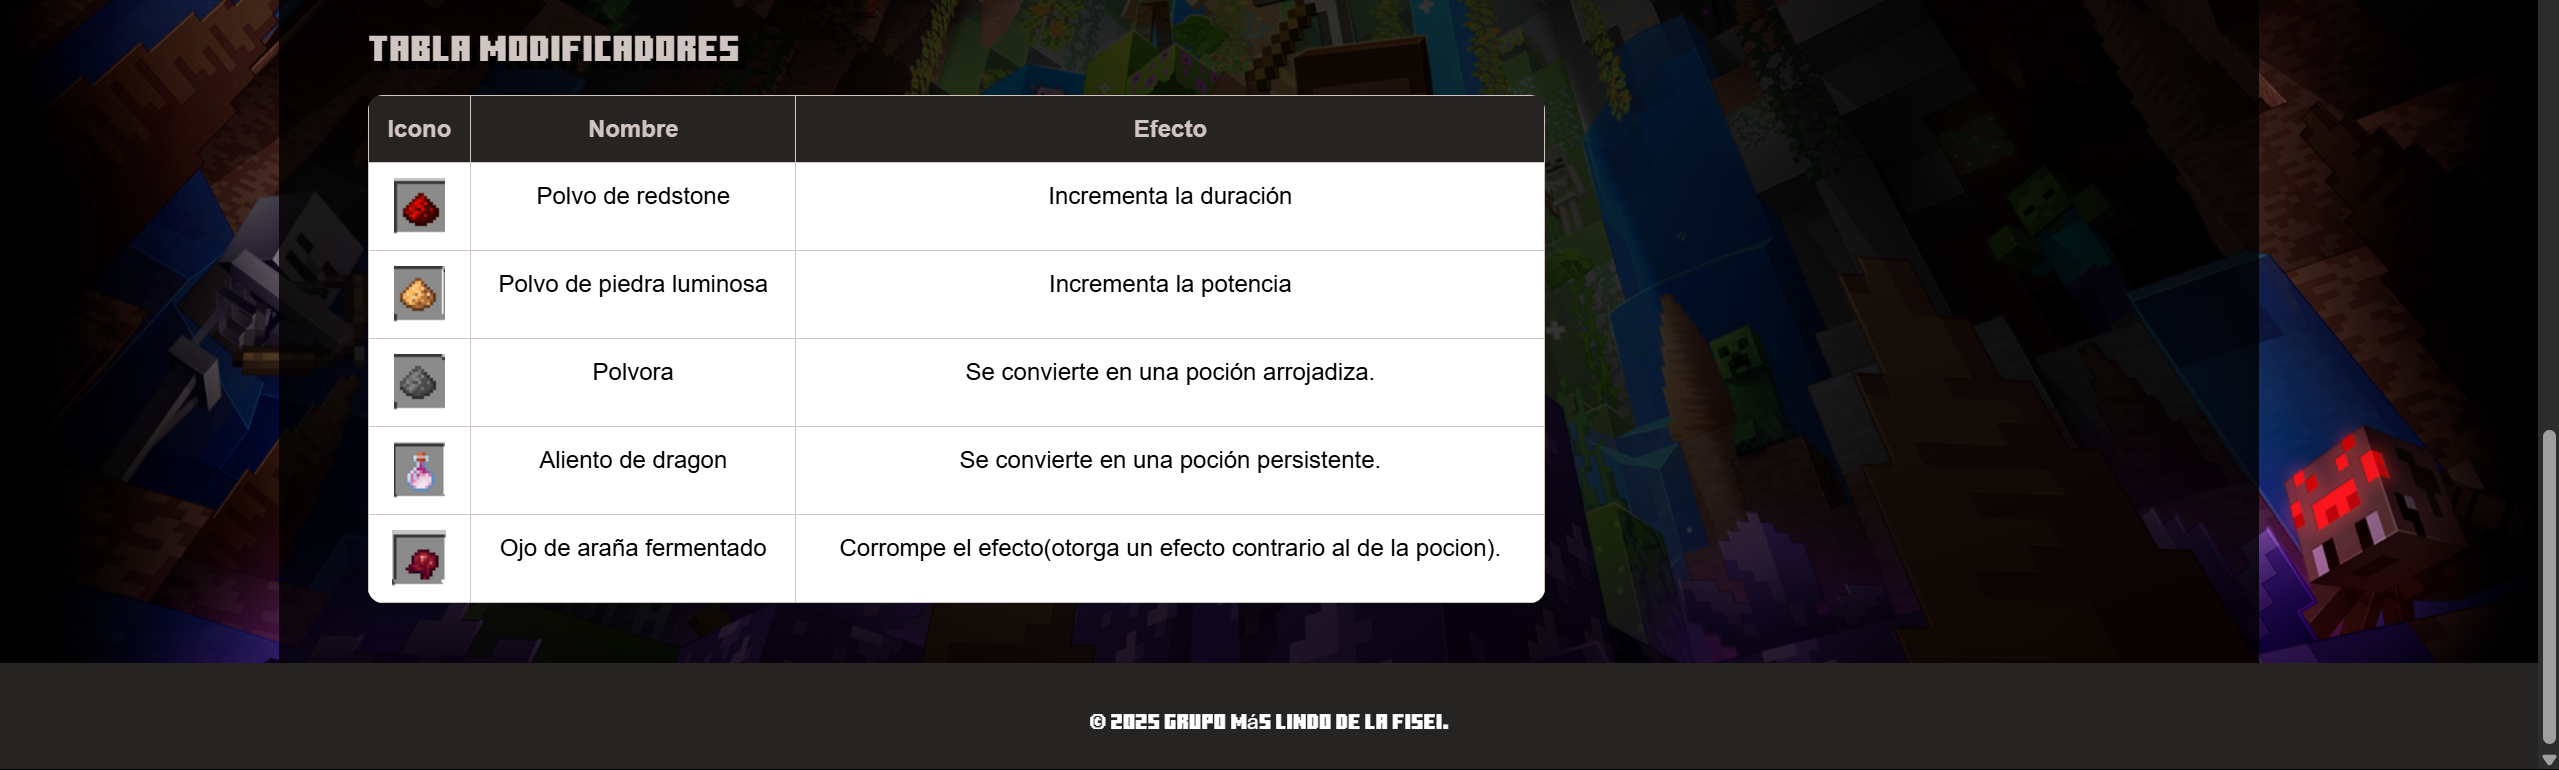 TABLA MODIFICADORES
Icono Nombre Efecto
Polvo de redstone Incrementa la duración
Polvo de piedra luminosa Incrementa la potencia
Polvora Se convierte en una poción arrojadiza.
Aliento de dragon Se convierte en una poción persistente.
Ojo de araña fermentado Corrompe el efecto(otorga un efecto contrario al de la pocion).
© 2025 GRUPO Más LINDO DE LA FISEI.